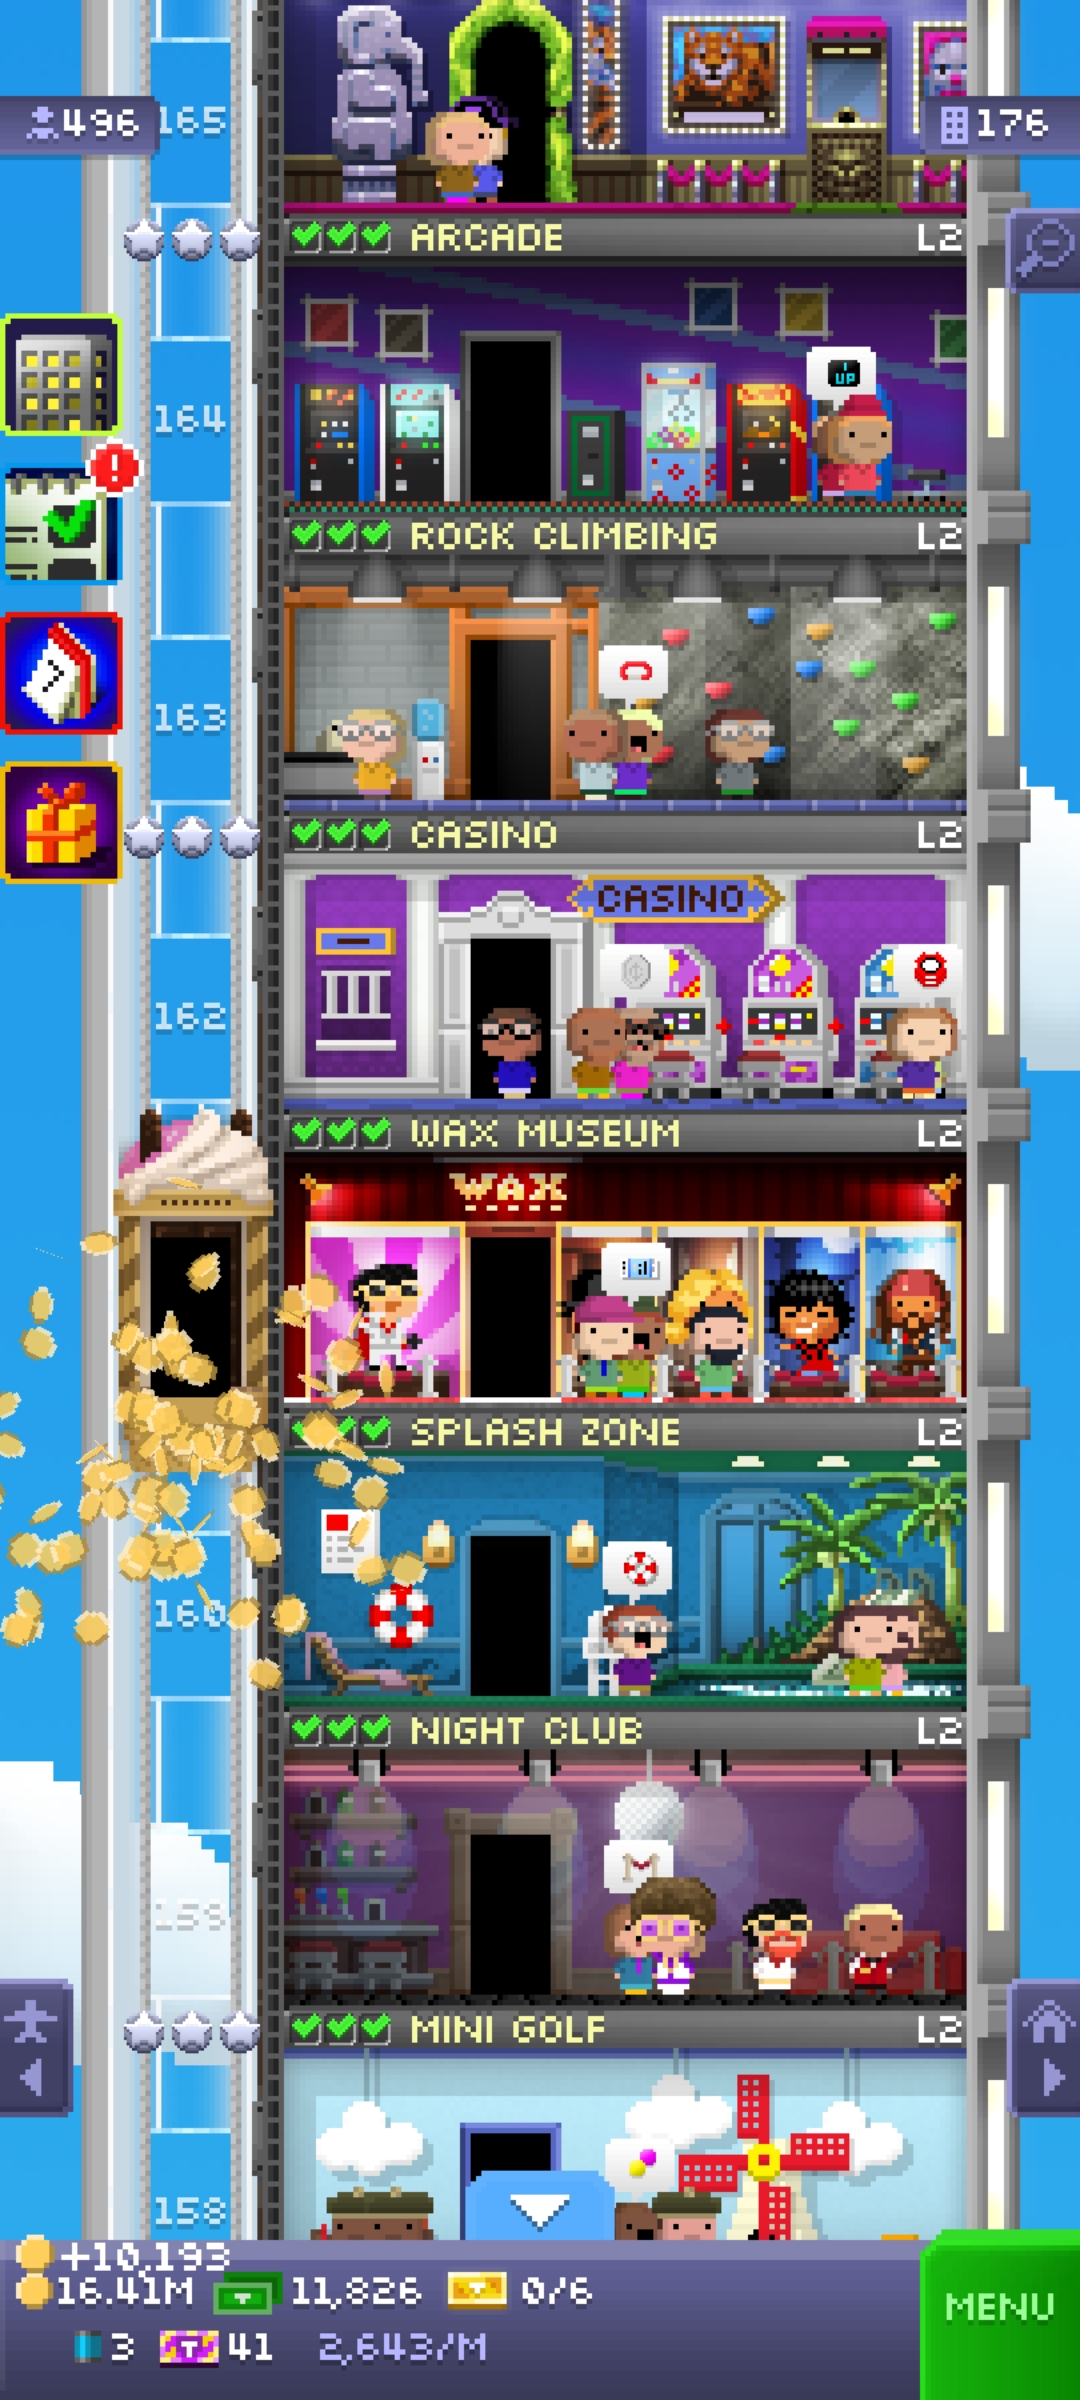 496
165
176
ARCADE
L2
164
UP
ROCK CLIMBING
L2
163
7
CASINO
L2
CASINO
162
WAX MUSEUM
L2
WAX
SPLASH ZONE
L2
160
NIGHT CLUB
L2
159
MINI GOLF
L2
158
+10,193
16.41M
11,826
0/6
MENU
3
T
41
2,643/M